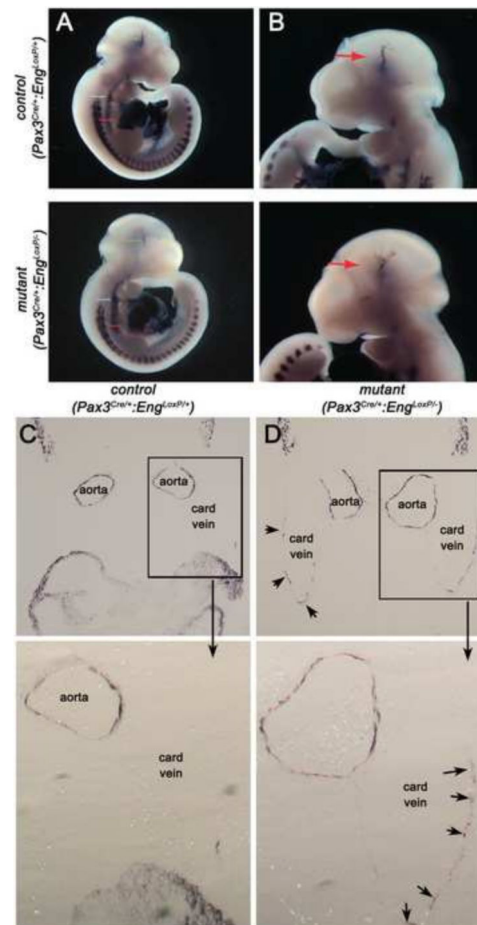 A
B
control
(Pax3Cre/+:EngLoxP/+)
mutant
(Pax3Cre/+:EngLoxP/-)
control
(Pax3Cre/+:EngLoxP/+)
mutant
(Pax3Cre/+:EngLoxP/-)
C
D
aorta
aorta
card
vein
aorta
aorta
card
vein
card
vein
aorta
card
vein
card
vein